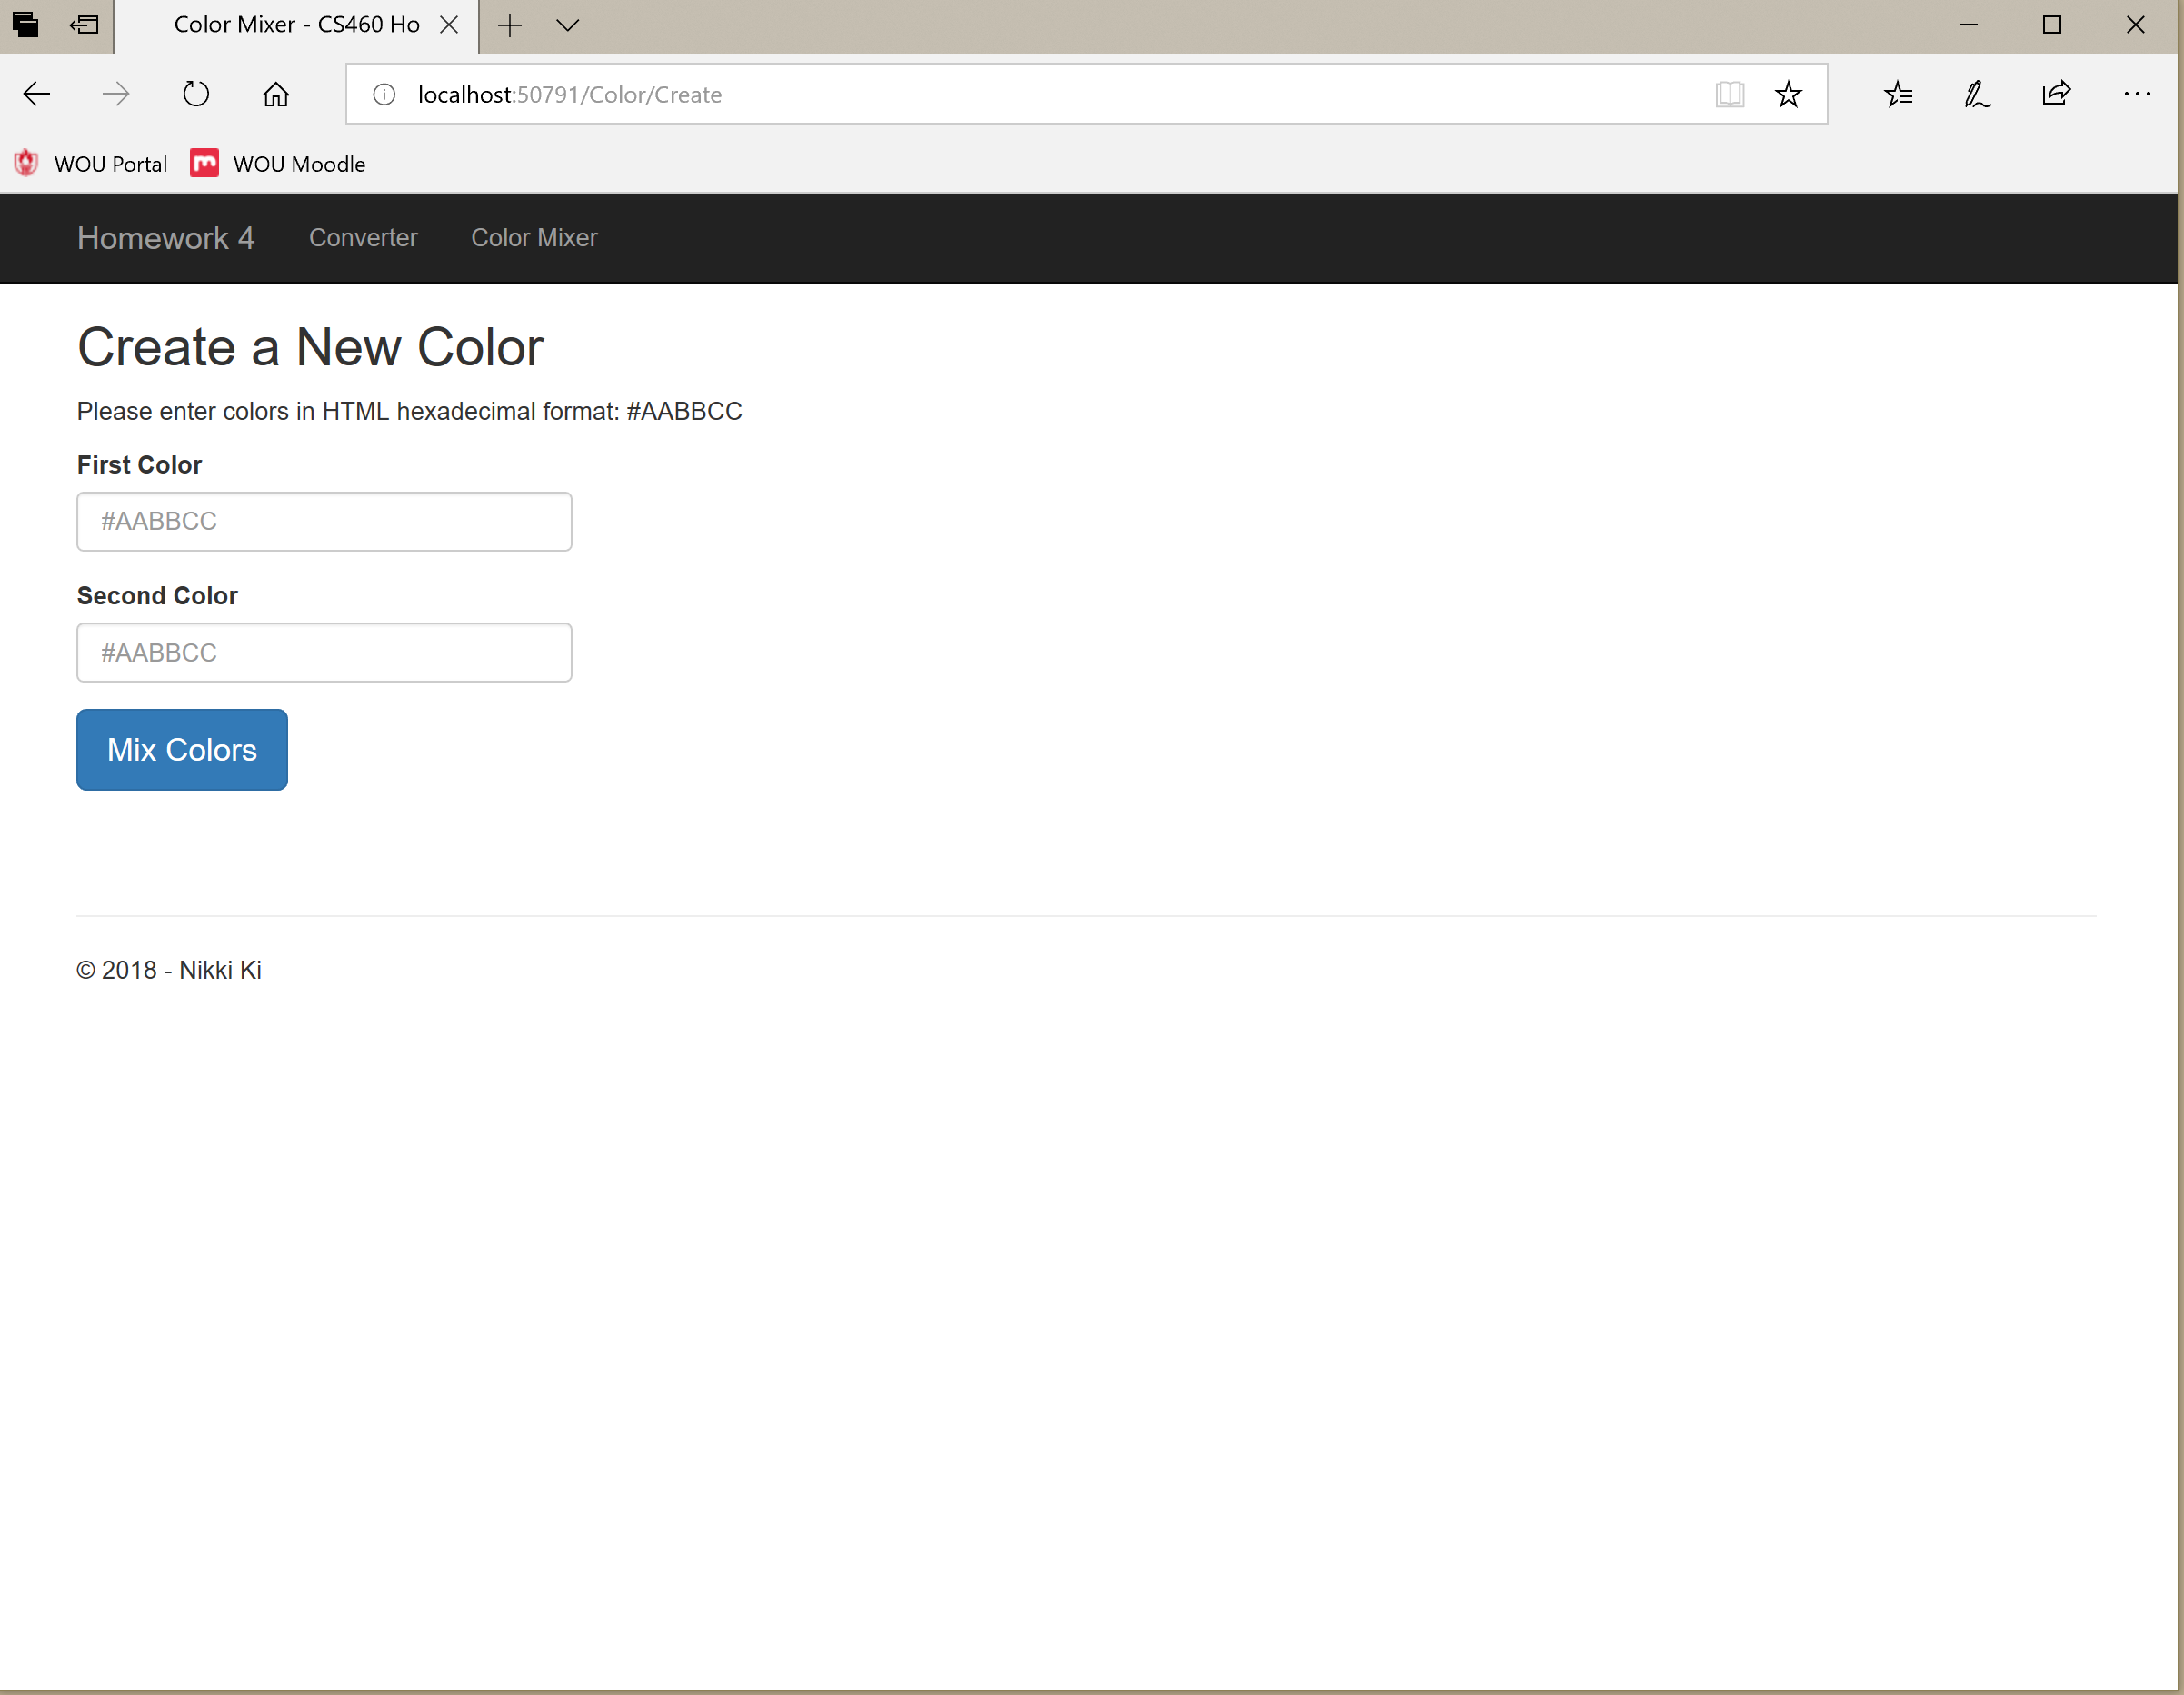 Color Mixer - CS460 Ho
localhost:50791/Color/Create
WOU Portal WOU Moodle
Homework 4 Converter Color Mixer
Create a New Color
Please enter colors in HTML hexadecimal format: #AABBCC
First Color
#AABBCC
Second Color
#AABBCC
Mix Colors
© 2018 - Nikki Ki